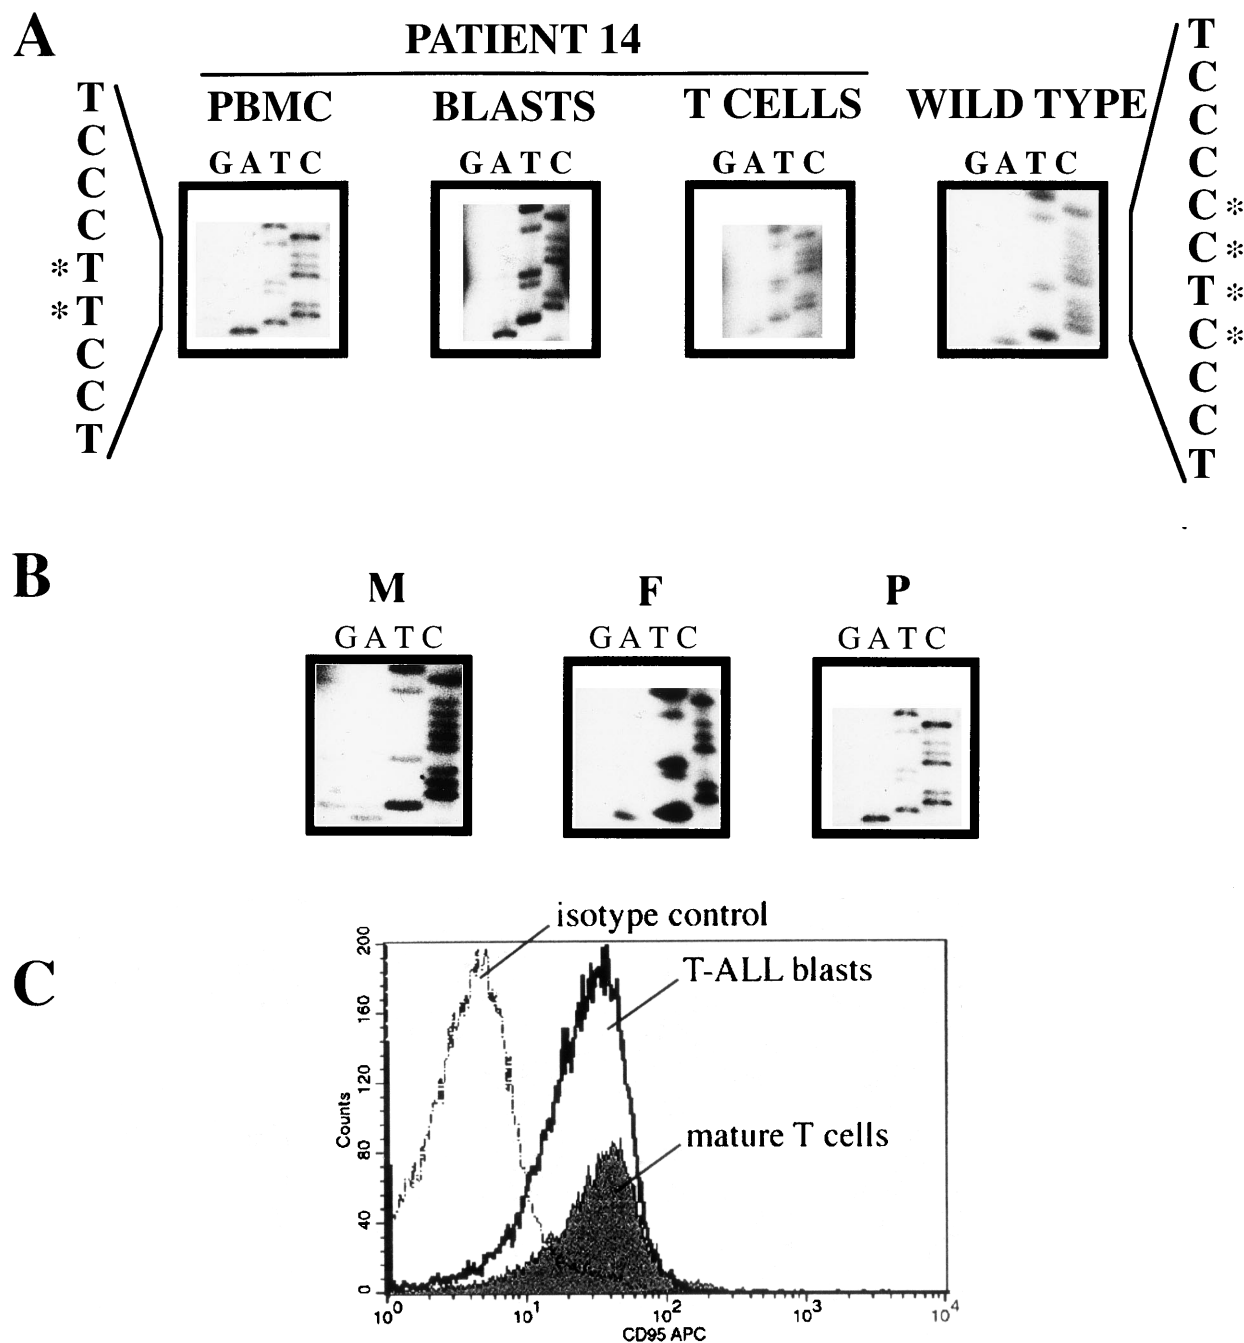 A
PATIENT 14
PBMC BLASTS T CELLS WILD TYPE
G A T C G A T C G A T C G A T C
T
C
C
C
*T
*T
C
C
T
T
C
C
C
C*
C*
T*
C*
C
C
T
B
M F P
G A T C G A T C G A T C
C
isotype control
T-ALL blasts
mature T cells
200
160
120
80
40
0
Counts
10^0 10^1 10^2 10^3 10^4
CD95 APC